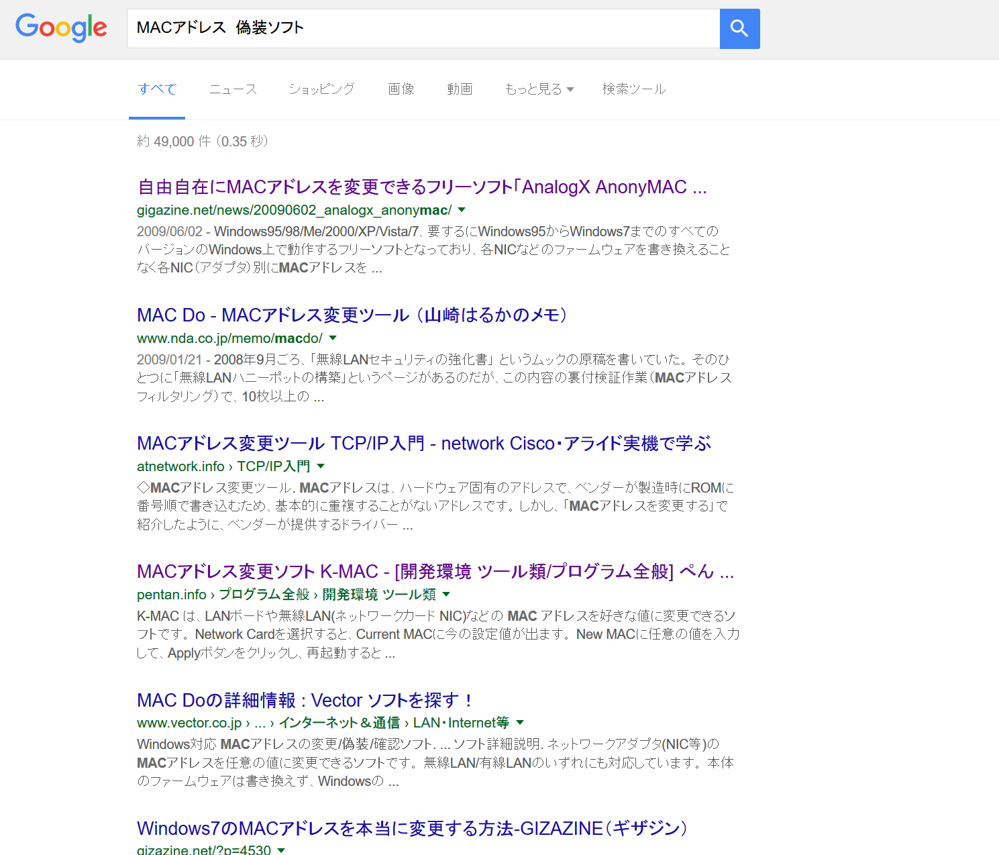 Google
MACアドレス 偽装ソフト
すべて ニュース ショッピング 画像 動画 もっと見る 検索ツール
約 49,000 件 （0.35 秒）
自由自在にMACアドレスを変更できるフリーソフト「AnalogX AnonyMAC ...
gigazine.net/news/20090602_analogx_anonymac/
2009/06/02 - Windows95/98/Me/2000/XP/Vista/7、要するにWindows95からWindows7までのすべての
バージョンのWindows上で動作するフリーソフトとなっており、各NICなどのファームウェアを書き換えること
なく各NIC（アダプタ）別にMACアドレスを ...
MAC Do - MACアドレス変更ツール （山崎はるかのメモ）
www.nda.co.jp/memo/macdo/
2009/01/21 - 2008年9月ごろ、「無線LANセキュリティの強化書」 というムックの原稿を書いていた。 そのひ
とつに「無線LANハニーポットの構築」というページがあるのだが、この内容の裏付検証作業（MACアドレス
フィルタリング）で、10枚以上の ...
MACアドレス変更ツール TCP/IP入門 - network Cisco・アライド実機で学ぶ
atnetwork.info › TCP/IP入門
◇MACアドレス変更ツール. MACアドレスは、ハードウェア固有のアドレスで、ベンダーが製造時にROMに
番号順で書き込むため、基本的に重複することがないアドレスです。しかし、「MACアドレスを変更する」で
紹介したように、ベンダーが提供するドライバー ...
MACアドレス変更ソフト K-MAC - [開発環境 ツール類/プログラム全般] ぺん ...
pentan.info › プログラム全般 › 開発環境 ツール類
K-MAC は、LANボードや無線LAN(ネットワークカード NIC)などの MAC アドレスを好きな値に変更できるソ
フトです。 Network Cardを選択すると、Current MACに今の設定値が出ます。 New MACに任意の値を入力
して、Applyボタンをクリックし、再起動すると ...
MAC Doの詳細情報 : Vector ソフトを探す！
www.vector.co.jp › ... › インターネット＆通信 › LAN・Internet等
Windows対応 MACアドレスの変更/偽装/確認ソフト. ... ソフト詳細説明. ネットワークアダプタ(NIC等)の
MACアドレスを任意の値に変更できるソフトです。 無線LAN/有線LANのいずれにも対応しています。 本体
のファームウェアは書き換えず、Windowsの ...
Windows7のMACアドレスを本当に変更する方法-GIZAZINE（ギザジン）
gizazine.net/?p=4530